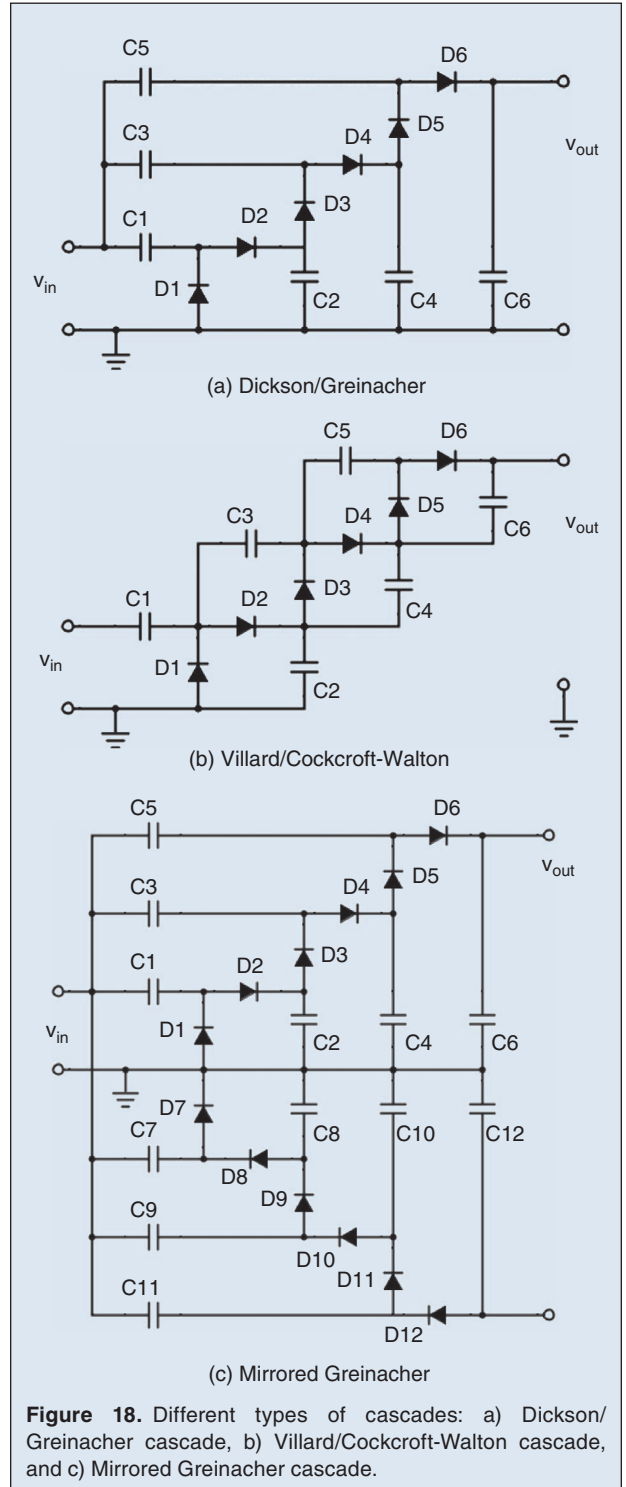 C5
D6
C3
D4
D5
v_out
C1
D2
D3
v_in
D1
C2
C4
C6
(a) Dickson/Greinacher
C5
D6
C3
D4
D5
C6
v_out
C1
D2
D3
C4
v_in
D1
C2
(b) Villard/Cockcroft-Walton
C5
D6
C3
D4
D5
v_out
C1
D2
D3
v_in
D1
C2
C4
C6
D7
C8
C10
C12
C7
D8
D9
C9
D10
D11
C11
D12
(c) Mirrored Greinacher
Figure 18. Different types of cascades: a) Dickson/
Greinacher cascade, b) Villard/Cockcroft-Walton cascade,
and c) Mirrored Greinacher cascade.